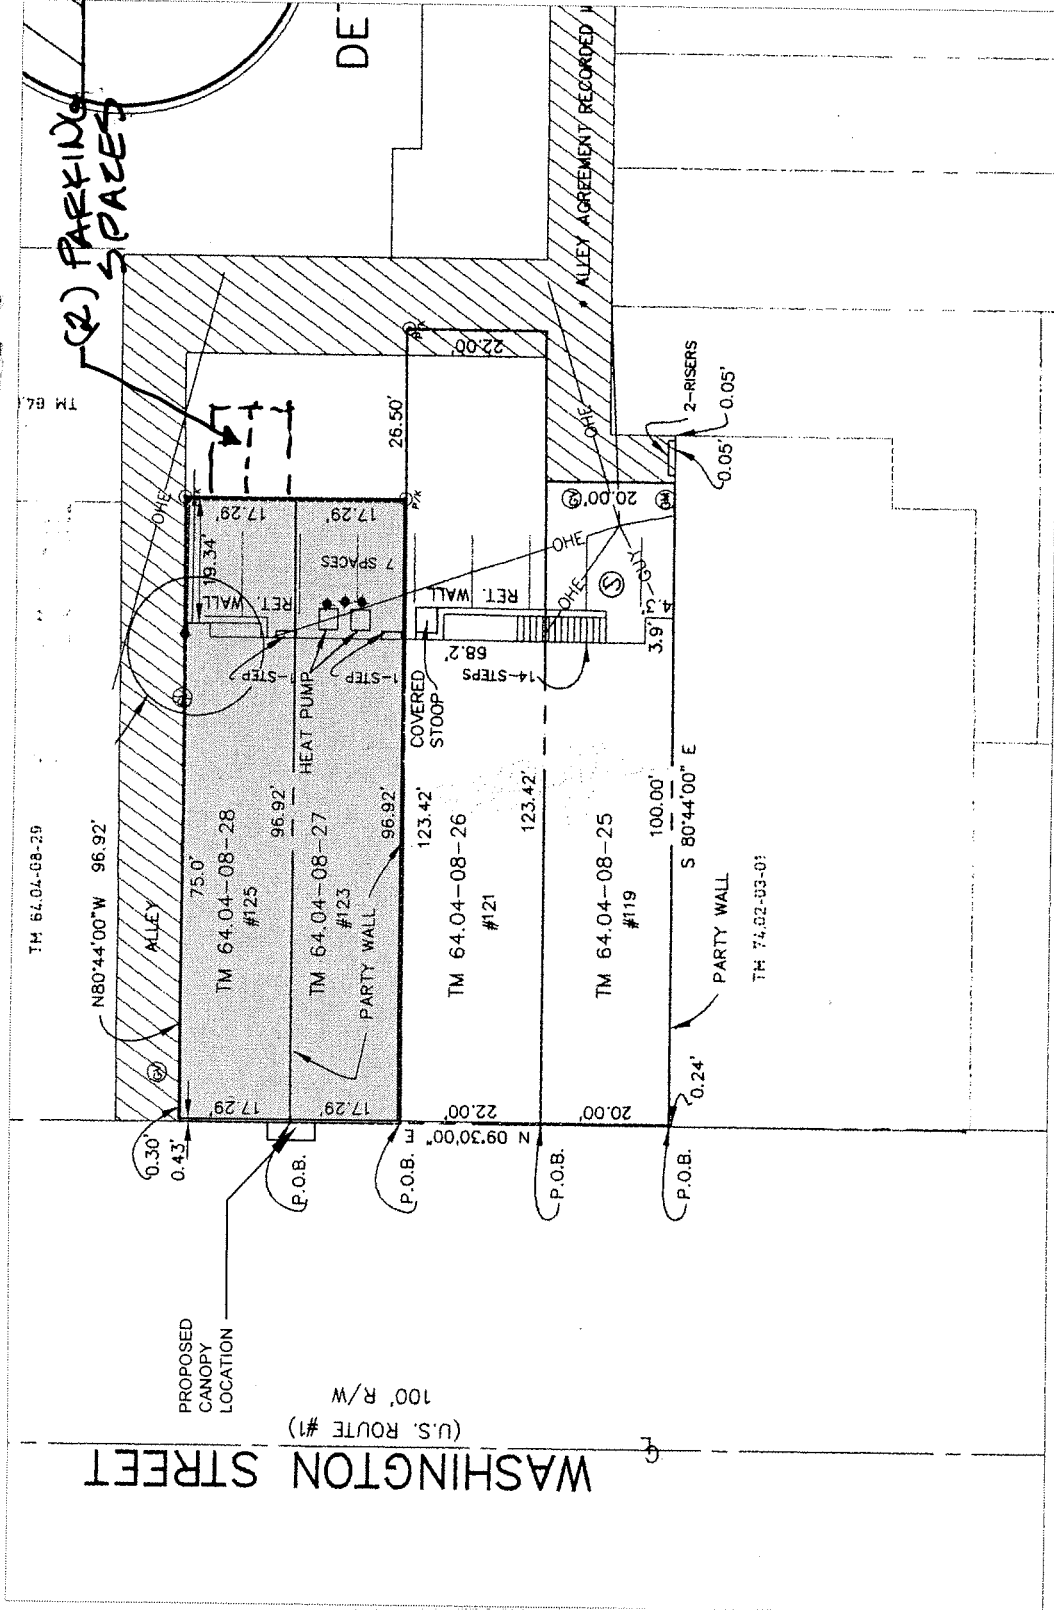 (2) PARKING
SPACES
DE
TM 64.
TM 64.04-08-29
N80°44'00"W 96.92'
ALLEY
* ALLEY AGREEMENT RECORDED
OHE
22.00'
26.50'
2-RISERS
0.05'
0.05'
OHE
17.29'
17.29'
7 SPACES
19.34'
RET. WALL
1-STEP
HEAT PUMP
1-STEP
COVERED
STOOP
RET. WALL
68.2'
14-STEPS
OHE
OHE
GUY
S
GV
20.00'
4.3'
3.9'
75.0'
TM 64.04-08-28
#125
96.92'
TM 64.04-08-27
#123
96.92'
PARTY WALL
123.42'
TM 64.04-08-26
#121
123.42'
TM 64.04-08-25
#119
100.00'
S 80°44'00" E
PARTY WALL
GV
0.30'
0.43'
17.29'
17.29'
22.00'
20.00'
0.24'
N 09°30'00" E
P.O.B.
P.O.B.
P.O.B.
P.O.B.
PROPOSED
CANOPY
LOCATION
WASHINGTON STREET
(U.S. ROUTE #1)
100' R/W